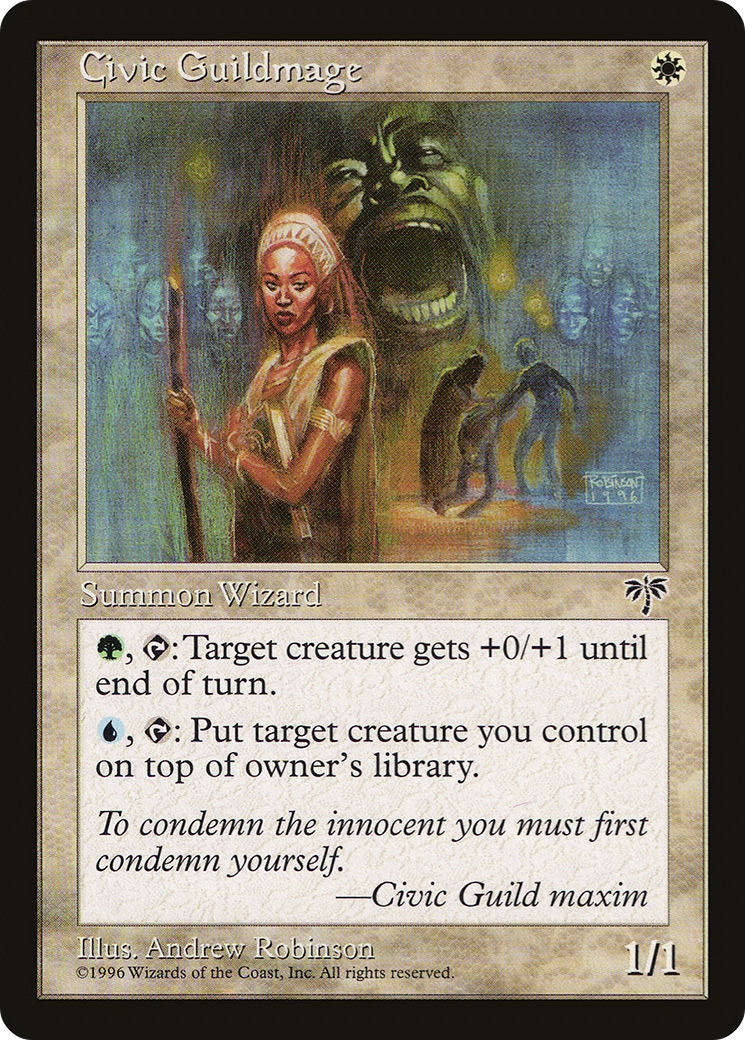 Civic Guildmage
ROBINSON
1996
Summon Wizard
, : Target creature gets +0/+1 until
end of turn.
, : Put target creature you control
on top of owner's library.
To condemn the innocent you must first
condemn yourself.
—Civic Guild maxim
Illus. Andrew Robinson
©1996 Wizards of the Coast, Inc. All rights reserved.
1/1